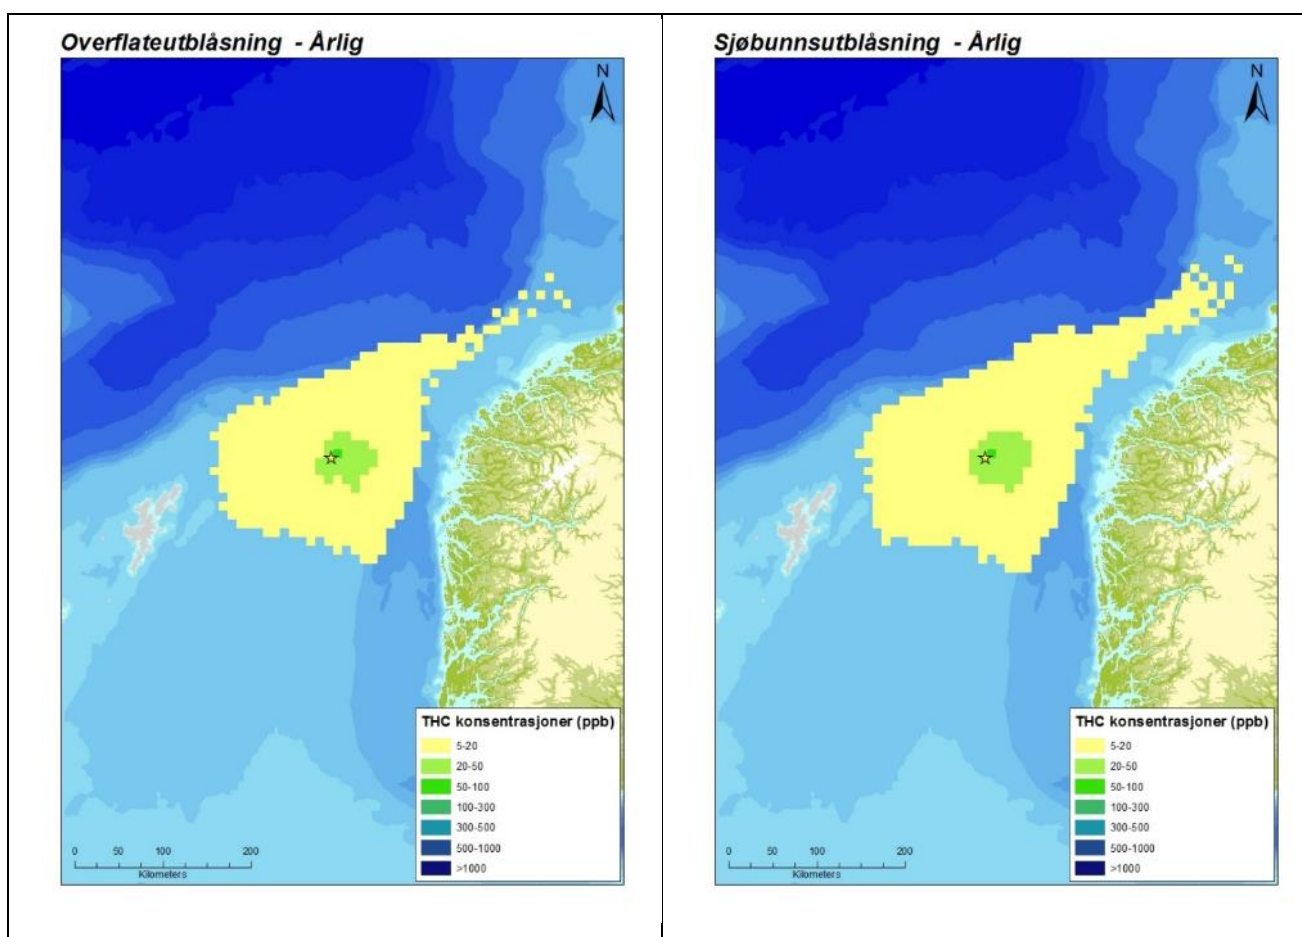 Overflateutblåsning - Årlig
N
THC konsentrasjoner (ppb)
5-20
20-50
50-100
100-300
300-500
500-1000
>1000
0 50 100 200
Kilometers
Sjøbunnsutblåsning - Årlig
N
THC konsentrasjoner (ppb)
5-20
20-50
50-100
100-300
300-500
500-1000
>1000
0 50 100 200
Kilometers